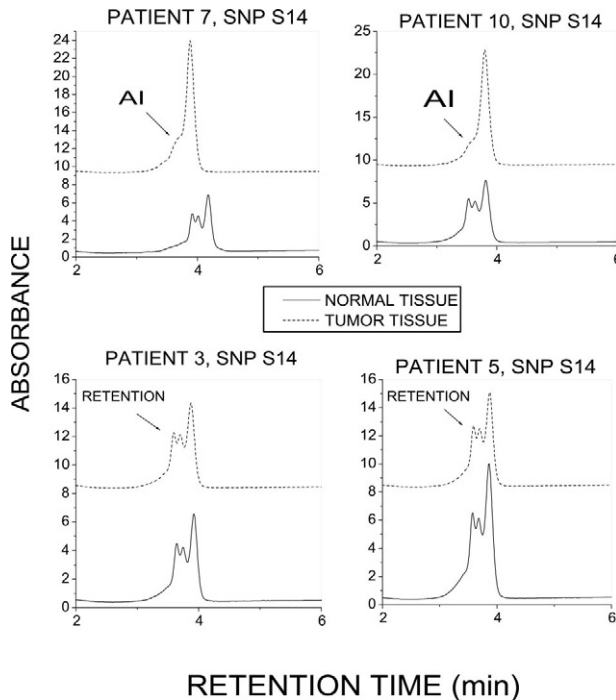 PATIENT 7, SNP S14
24
22
20
18
16
14
12
10
8
6
4
2
0
AI
2 4 6
PATIENT 10, SNP S14
25
20
15
10
5
0
AI
2 4 6
ABSORBANCE
NORMAL TISSUE
TUMOR TISSUE
PATIENT 3, SNP S14
16
14
12
10
8
6
4
2
0
RETENTION
2 4 6
PATIENT 5, SNP S14
16
14
12
10
8
6
4
2
0
RETENTION
2 4 6
RETENTION TIME (min)